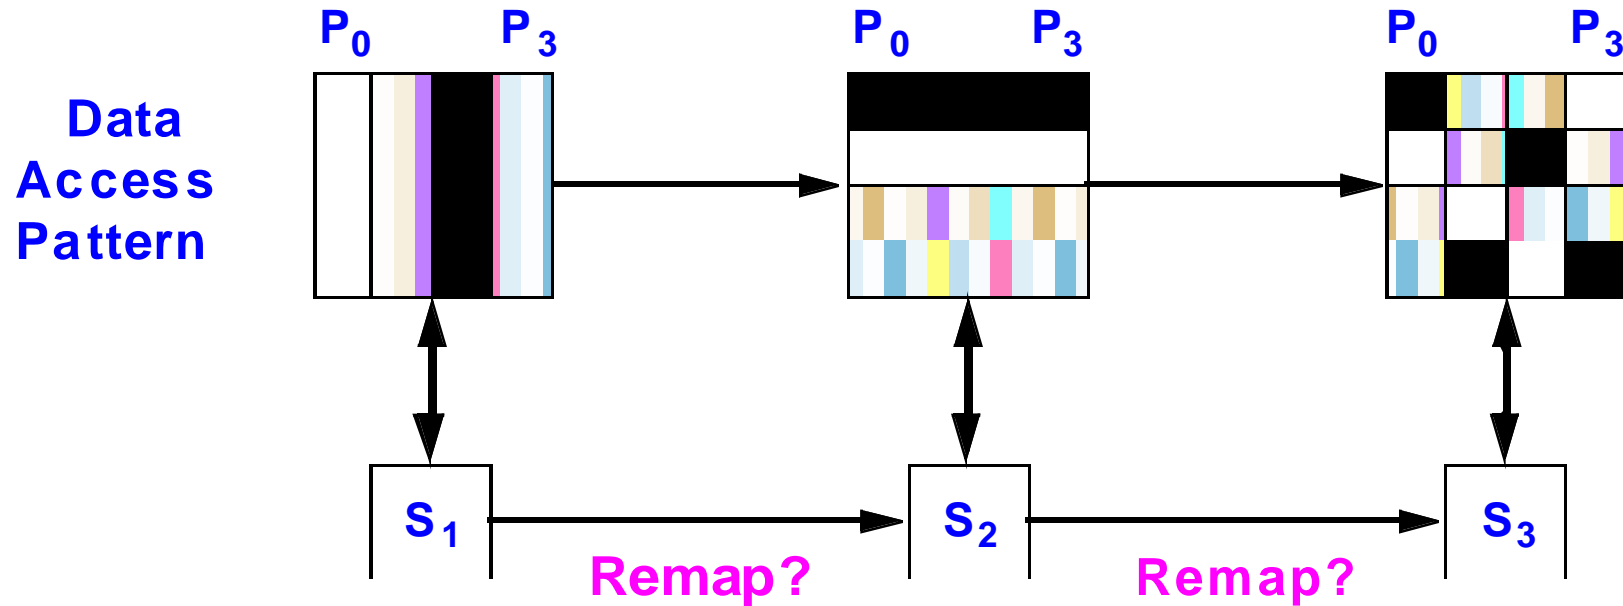 P0 P3 P0 P3 P0 P3
Data
Access
Pattern
S1 S2 S3
Remap? Remap?